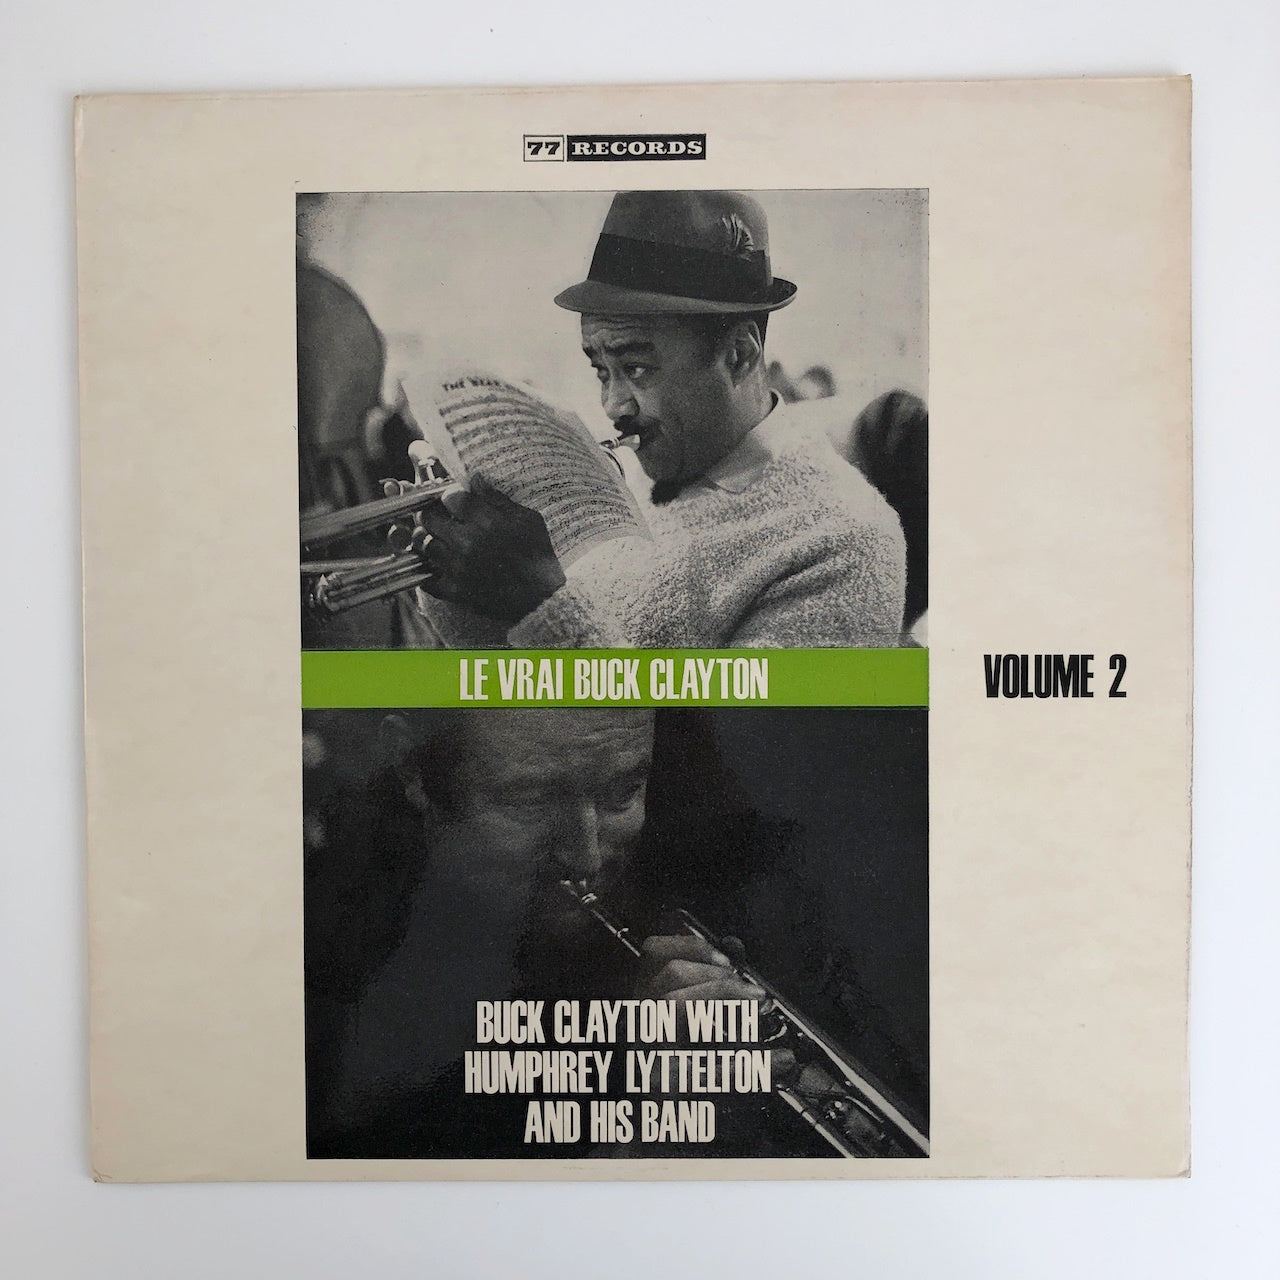 77 RECORDS
LE VRAI BUCK CLAYTON
VOLUME 2
BUCK CLAYTON WITH
HUMPHREY LYTTELTON
AND HIS BAND